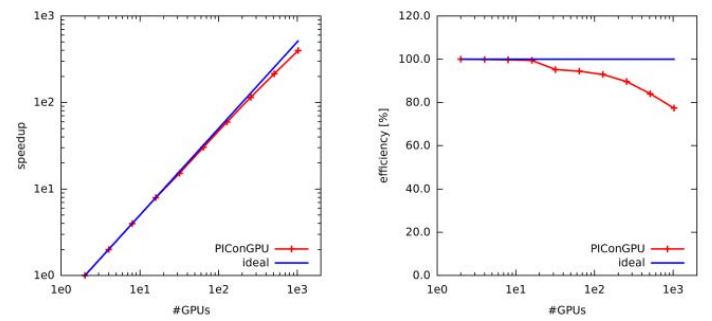 1e3
1e2
1e1
1e0
speedup
PIConGPU
ideal
1e0 1e1 1e2 1e3
#GPUs
120.0
100.0
80.0
60.0
40.0
20.0
0.0
efficiency [%]
PIConGPU
ideal
1e0 1e1 1e2 1e3
#GPUs